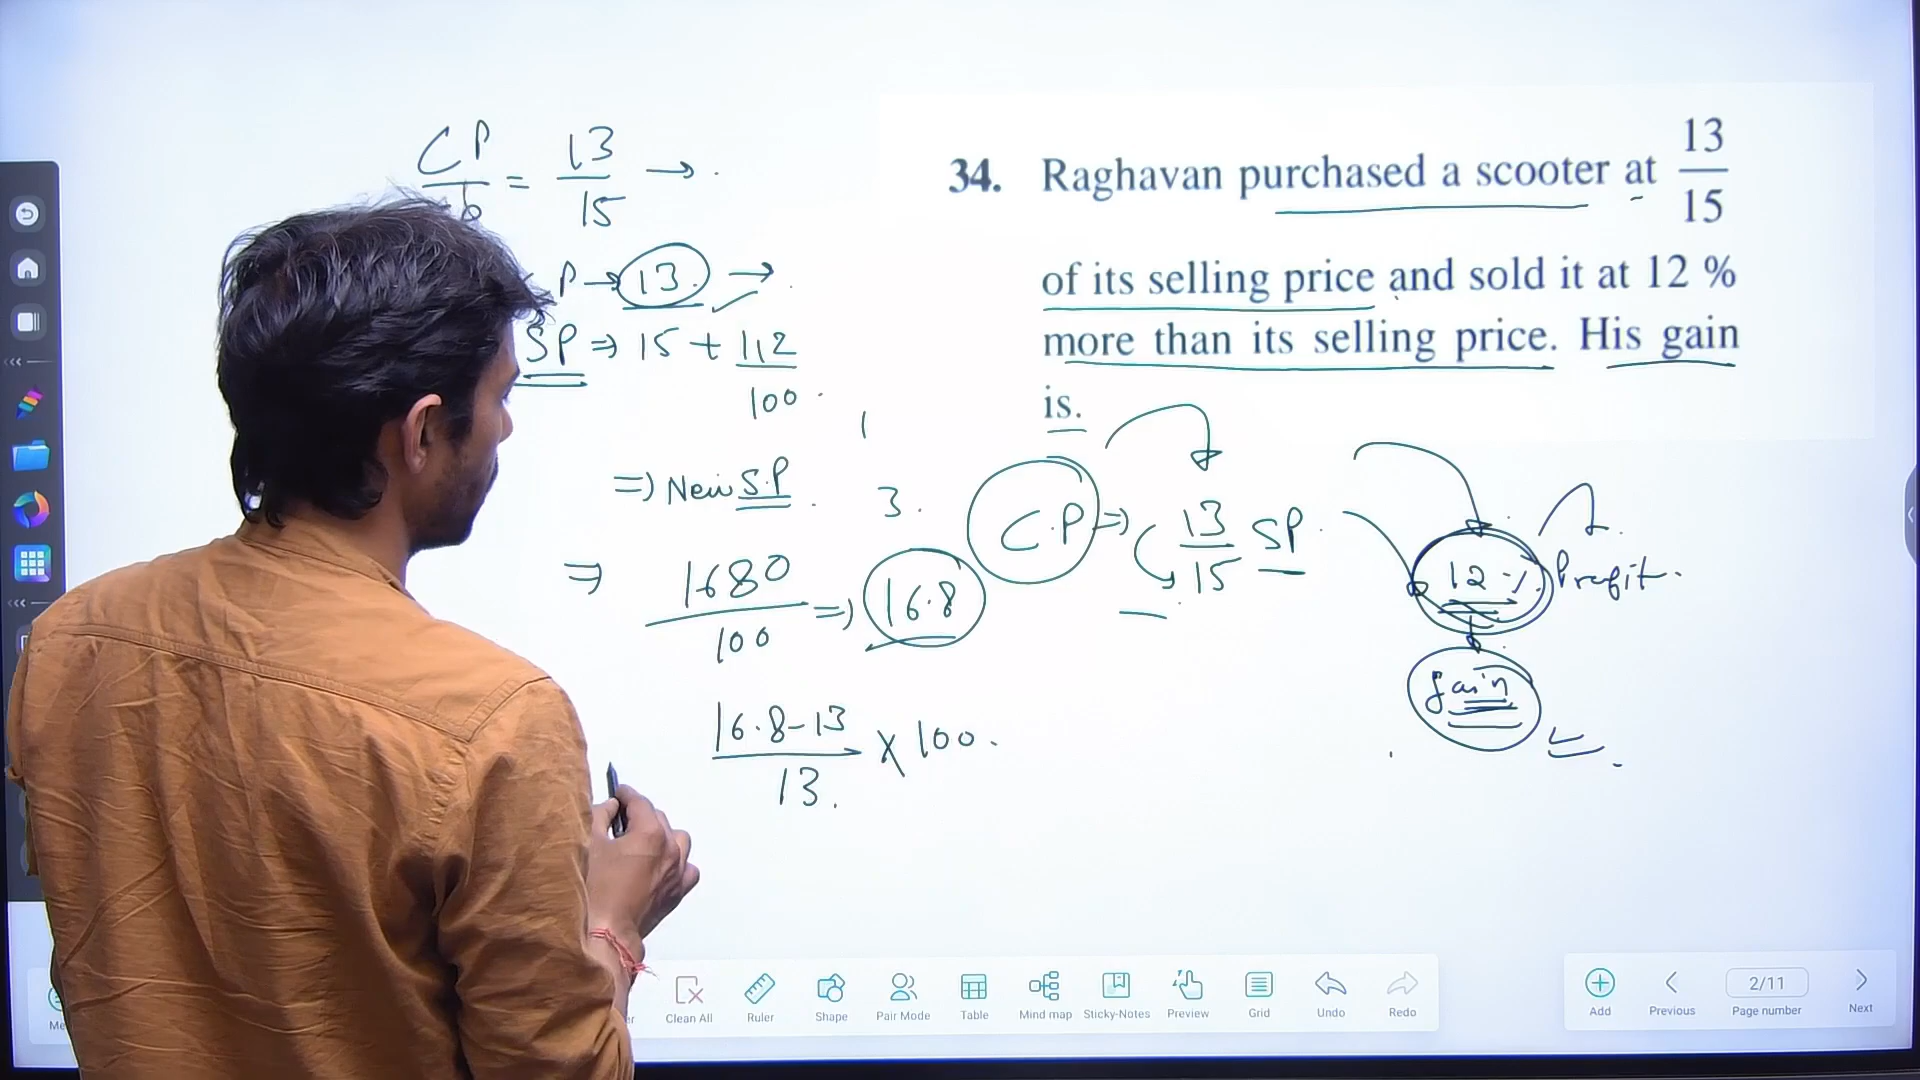 34. Raghavan purchased a scooter at 13/15
of its selling price and sold it at 12 %
more than its selling price. His gain
is.
CP = 13/15 → .
P → 13. → .
SP ⇒ 15 + 112/100 .
1
⇒ New S.P .
3 .
⇒ 1680/100 ⇒ 16.8
16.8-13/13. × 100.
C.P ⇒ 13/15 SP .
12 % Profit .
gain
Clean All
Ruler
Shape
Pair Mode
Table
Mind map
Sticky-Notes
Preview
Grid
Undo
Redo
Add
Previous
2/11
Page number
Next